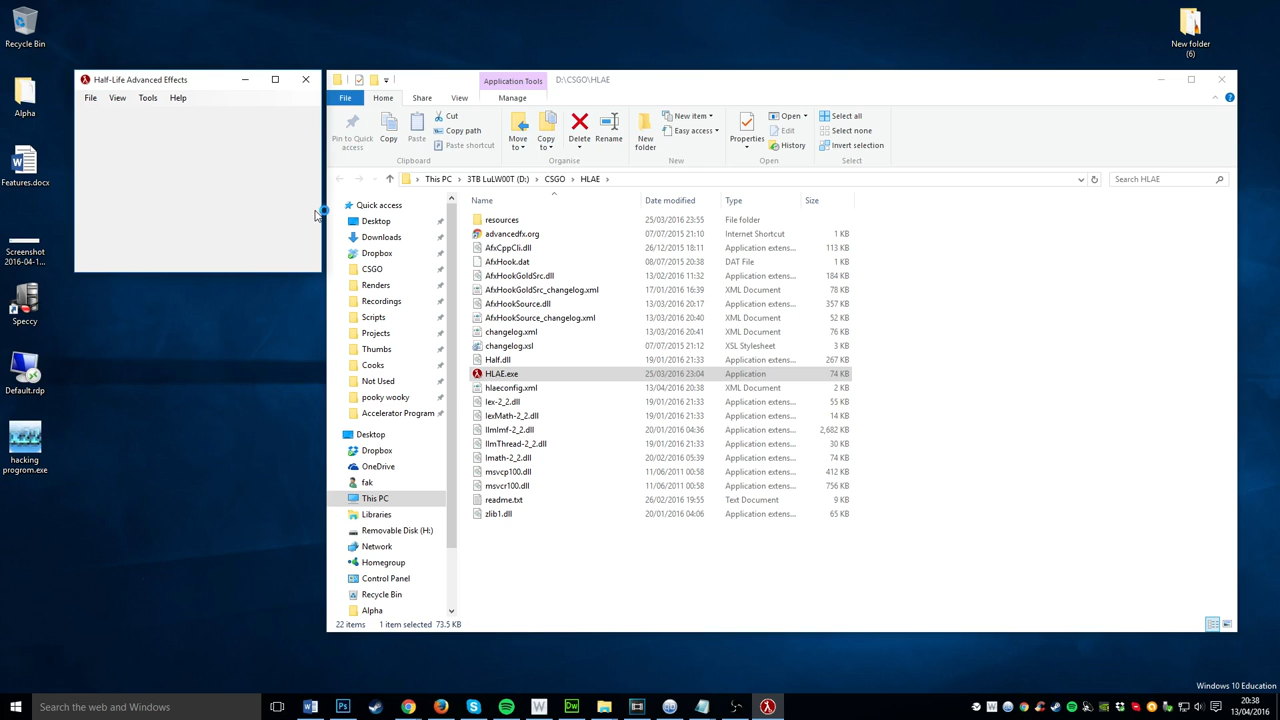 Recycle Bin
Alpha
Features.docx
Screenshot
2016-04-1...
Speccy
Default.rdp
hacking
progrom.exe
New folder
(6)
Half-Life Advanced Effects
File View Tools Help
Application Tools D:\CSGO\HLAE
File Home Share View Manage
Pin to Quick
access
Copy
Paste
Cut
Copy path
Paste shortcut
Clipboard
Move
to
Copy
to
Delete
Rename
Organise
New
folder
New item
Easy access
New
Properties
Open
Edit
History
Open
Select all
Select none
Invert selection
Select
This PC 3TB LuLW00T (D:) CSGO HLAE
Search HLAE
Quick access
Desktop
Downloads
Dropbox
CSGO
Renders
Recordings
Scripts
Projects
Thumbs
Cooks
Not Used
pooky wooky
Accelerator Program
Desktop
Dropbox
OneDrive
fak
This PC
Libraries
Removable Disk (H:)
Network
Homegroup
Control Panel
Recycle Bin
Alpha
Name Date modified Type Size
resources 25/03/2016 23:55 File folder
advancedfx.org 07/07/2015 21:10 Internet Shortcut 1 KB
AfxCppCli.dll 26/12/2015 18:11 Application extens... 113 KB
AfxHook.dat 08/07/2015 20:38 DAT File 1 KB
AfxHookGoldSrc.dll 13/02/2016 11:32 Application extens... 184 KB
AfxHookGoldSrc_changelog.xml 17/01/2016 16:39 XML Document 78 KB
AfxHookSource.dll 13/03/2016 20:17 Application extens... 357 KB
AfxHookSource_changelog.xml 13/03/2016 20:40 XML Document 52 KB
changelog.xml 13/03/2016 20:41 XML Document 76 KB
changelog.xsl 07/07/2015 21:12 XSL Stylesheet 3 KB
Half.dll 19/01/2016 21:33 Application extens... 267 KB
HLAE.exe 25/03/2016 23:04 Application 74 KB
hlaeconfig.xml 13/04/2016 20:38 XML Document 2 KB
Iex-2_2.dll 19/01/2016 21:33 Application extens... 55 KB
IexMath-2_2.dll 19/01/2016 21:33 Application extens... 14 KB
IlmImf-2_2.dll 20/01/2016 04:36 Application extens... 2,682 KB
IlmThread-2_2.dll 19/01/2016 21:33 Application extens... 30 KB
Imath-2_2.dll 20/02/2016 05:39 Application extens... 74 KB
msvcp100.dll 11/06/2011 00:58 Application extens... 412 KB
msvcr100.dll 11/06/2011 00:58 Application extens... 756 KB
readme.txt 26/02/2016 19:55 Text Document 9 KB
zlib1.dll 20/01/2016 04:06 Application extens... 65 KB
22 items 1 item selected 73.5 KB
Windows 10 Education
Search the web and Windows
20:38
13/04/2016